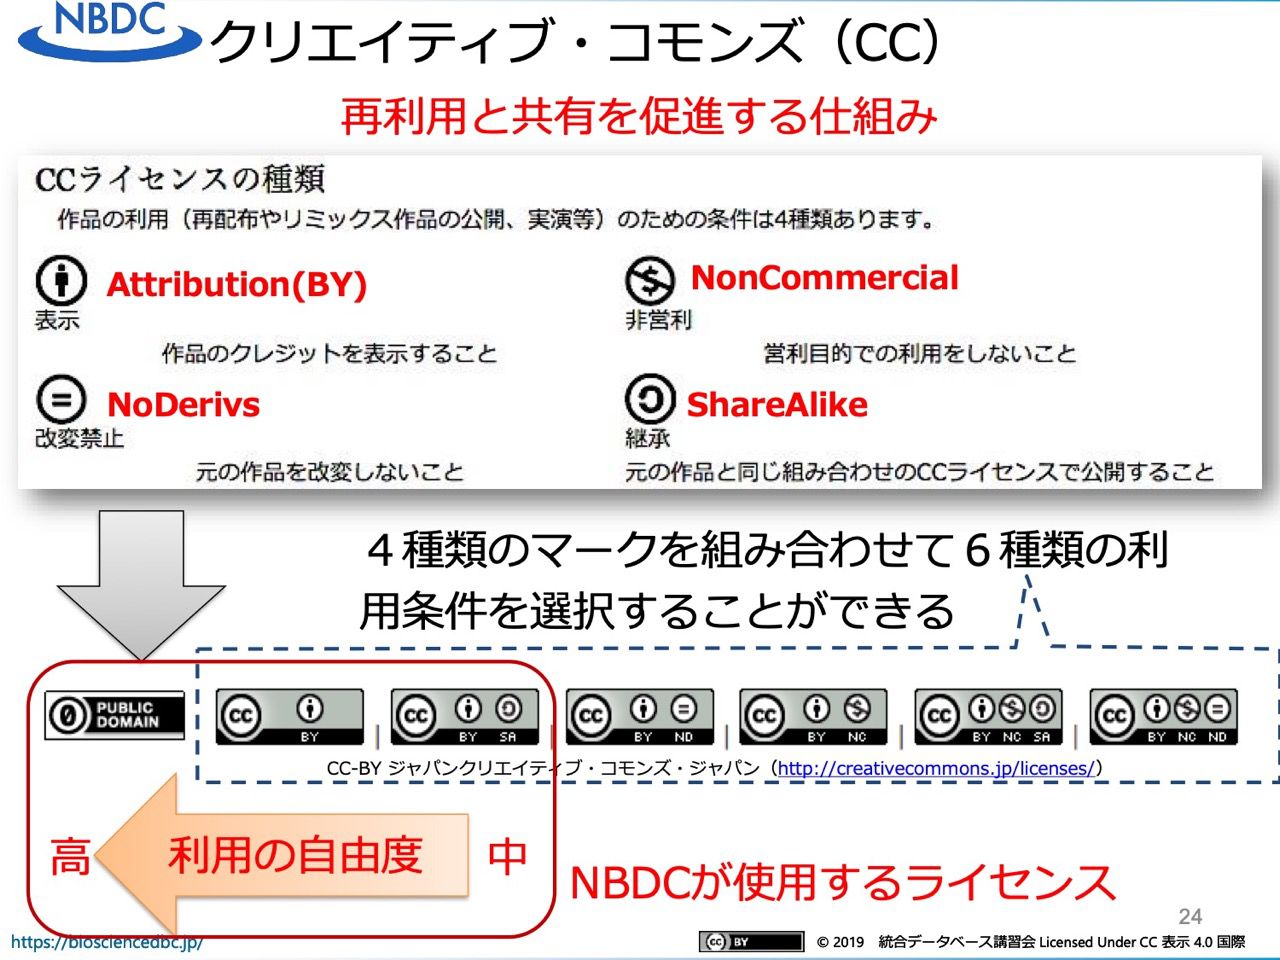 NBDC
クリエイティブ・コモンズ（CC）
再利用と共有を促進する仕組み
CCライセンスの種類
作品の利用（再配布やリミックス作品の公開、実演等）のための条件は4種類あります。
Attribution(BY)
表示
作品のクレジットを表示すること
NonCommercial
非営利
営利目的での利用をしないこと
NoDerivs
改変禁止
元の作品を改変しないこと
ShareAlike
継承
元の作品と同じ組み合わせのCCライセンスで公開すること
４種類のマークを組み合わせて６種類の利
用条件を選択することができる
PUBLIC
DOMAIN
cc BY
cc BY SA
cc BY ND
cc BY NC
cc BY NC SA
cc BY NC ND
CC-BY ジャパンクリエイティブ・コモンズ・ジャパン（http://creativecommons.jp/licenses/）
高 利用の自由度 中
NBDCが使用するライセンス
24
https://biosciencedbc.jp/
cc BY © 2019 統合データベース講習会 Licensed Under CC 表示 4.0 国際